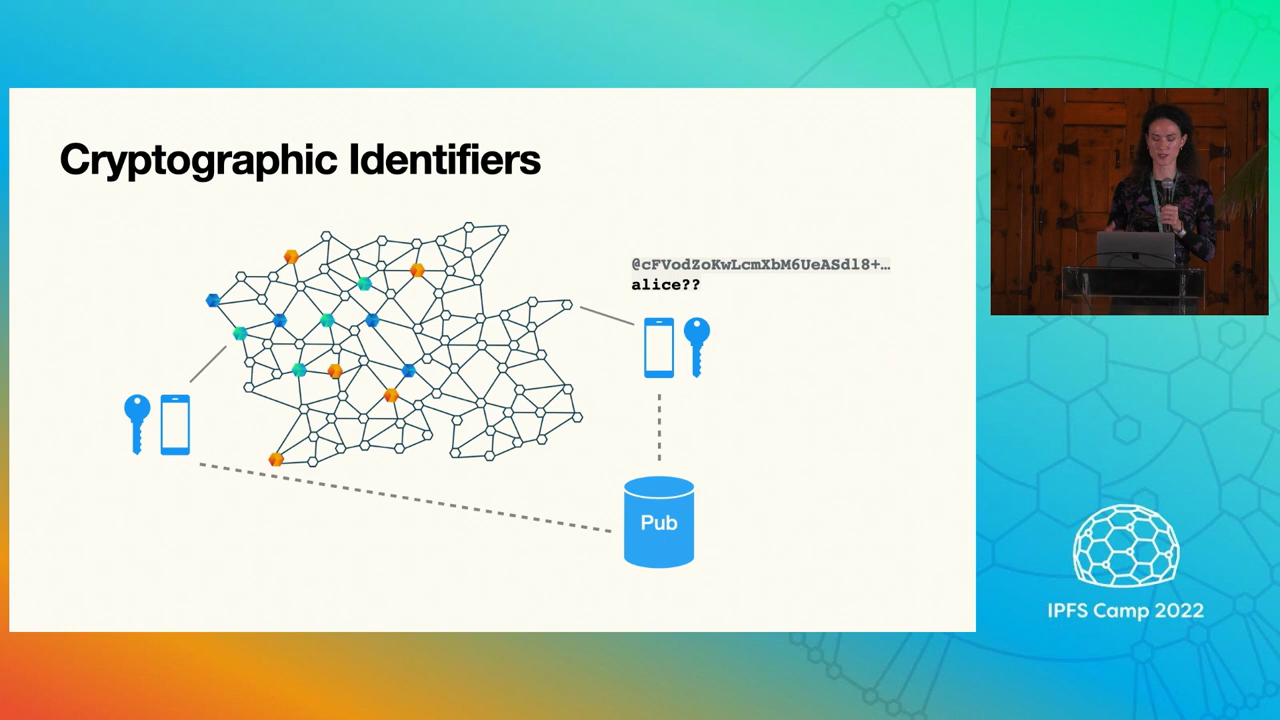 Cryptographic Identifiers
@cFVodZoKwLcmXbM6UeASdl8+…
alice??
Pub
IPFS Camp 2022